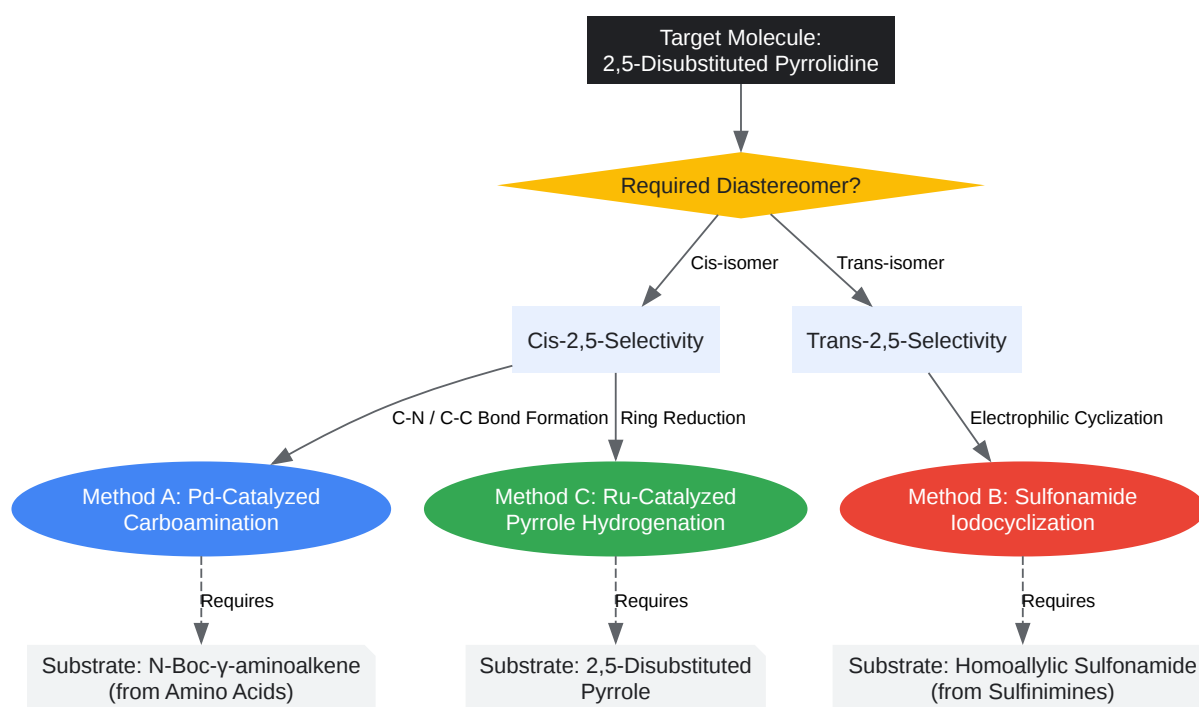 Target Molecule:
2,5-Disubstituted Pyrrolidine
Required Diastereomer?
Cis-isomer
Trans-isomer
Cis-2,5-Selectivity
Trans-2,5-Selectivity
C-N / C-C Bond Formation
Ring Reduction
Electrophilic Cyclization
Method A: Pd-Catalyzed
Carboamination
Method C: Ru-Catalyzed
Pyrrole Hydrogenation
Method B: Sulfonamide
Iodocyclization
Requires
Requires
Requires
Substrate: N-Boc-γ-aminoalkene
(from Amino Acids)
Substrate: 2,5-Disubstituted
Pyrrole
Substrate: Homoallylic Sulfonamide
(from Sulfinimines)